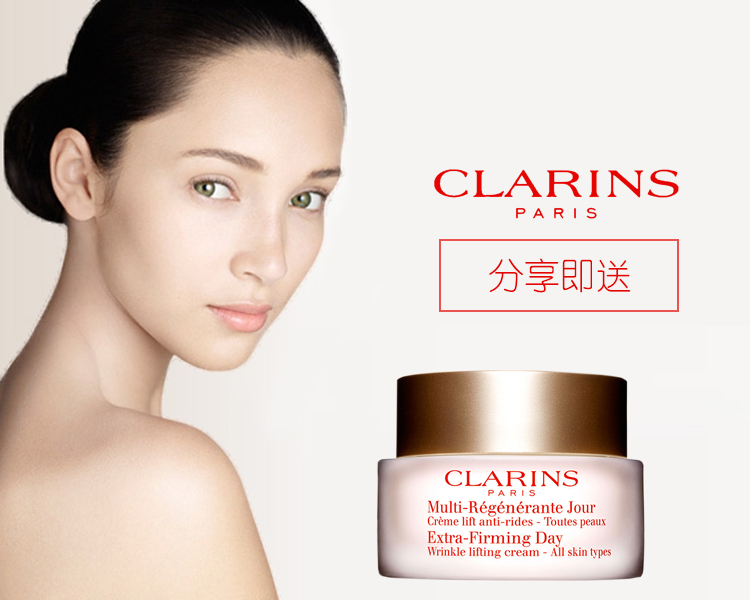 CLARINS
PARIS
分享即送
CLARINS
PARIS
Multi-Régénérante Jour
Crème lift anti-rides - Toutes peaux
Extra-Firming Day
Wrinkle lifting cream - All skin types